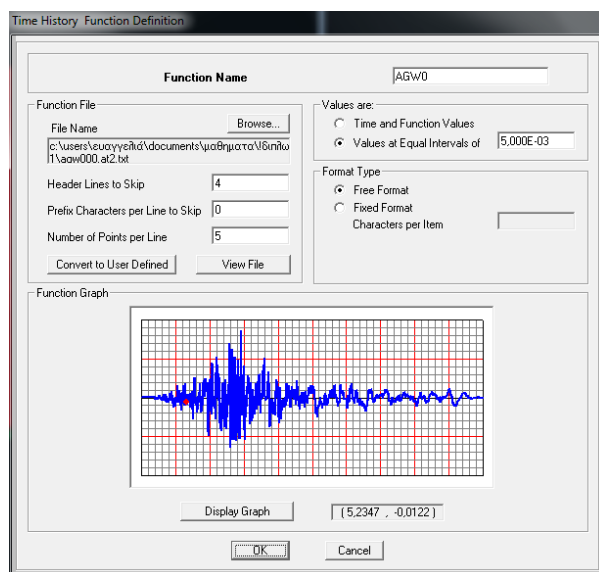 Time History Function Definition
Function Name
AGW0
Function File
File Name
Browse...
c:\users\ευαγγελιά\documents\μαθηματα\!διπλω
1\agw000.at2.txt
Header Lines to Skip
4
Prefix Characters per Line to Skip
0
Number of Points per Line
5
Convert to User Defined
View File
Values are:
Time and Function Values
Values at Equal Intervals of
5,000E-03
Format Type
Free Format
Fixed Format
Characters per Item
Function Graph
Display Graph
( 5,2347 , -0,0122 )
OK
Cancel